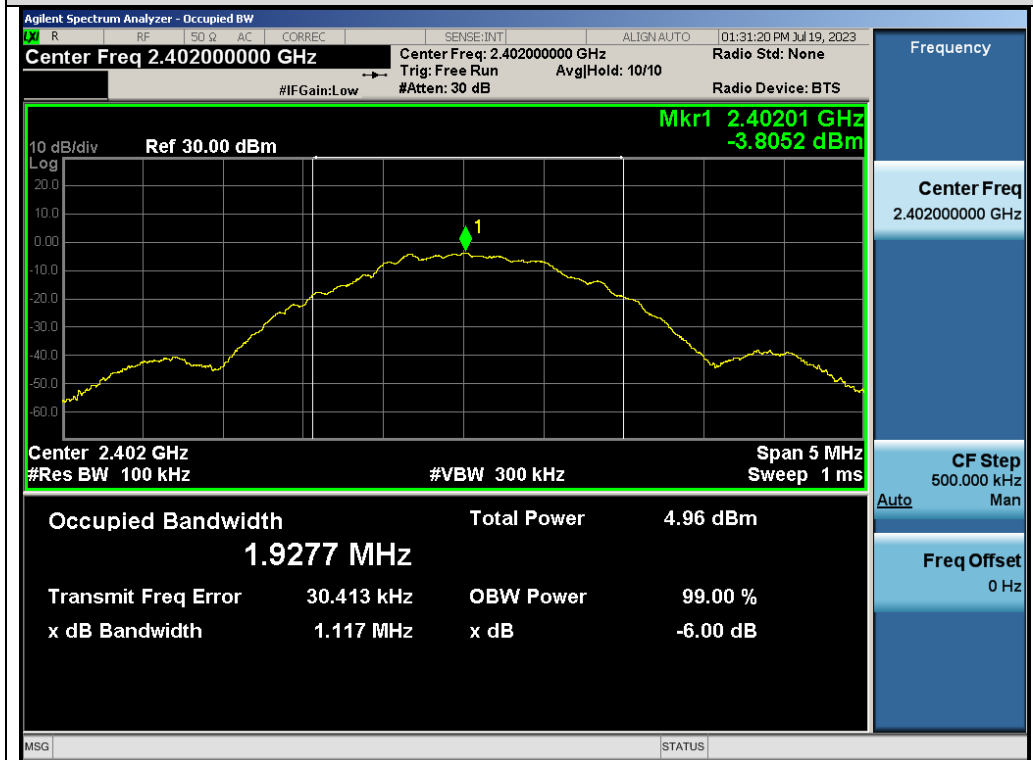 Agilent Spectrum Analyzer - Occupied BW
LXI R RF 50 Ω AC CORREC SENSE:INT ALIGN AUTO 01:31:20 PM Jul 19, 2023
Center Freq 2.402000000 GHz
Center Freq: 2.402000000 GHz
Radio Std: None
Trig: Free Run Avg|Hold: 10/10
#IFGain:Low
#Atten: 30 dB
Radio Device: BTS
Mkr1 2.40201 GHz
-3.8052 dBm
10 dB/div Ref 30.00 dBm
Log
20.0
10.0
0.00
-10.0
-20.0
-30.0
-40.0
-50.0
-60.0
1
Center 2.402 GHz Span 5 MHz
#Res BW 100 kHz #VBW 300 kHz Sweep 1 ms
Occupied Bandwidth Total Power 4.96 dBm
1.9277 MHz
Transmit Freq Error 30.413 kHz OBW Power 99.00 %
x dB Bandwidth 1.117 MHz x dB -6.00 dB
Frequency
Center Freq
2.402000000 GHz
CF Step
500.000 kHz
Auto Man
Freq Offset
0 Hz
MSG STATUS